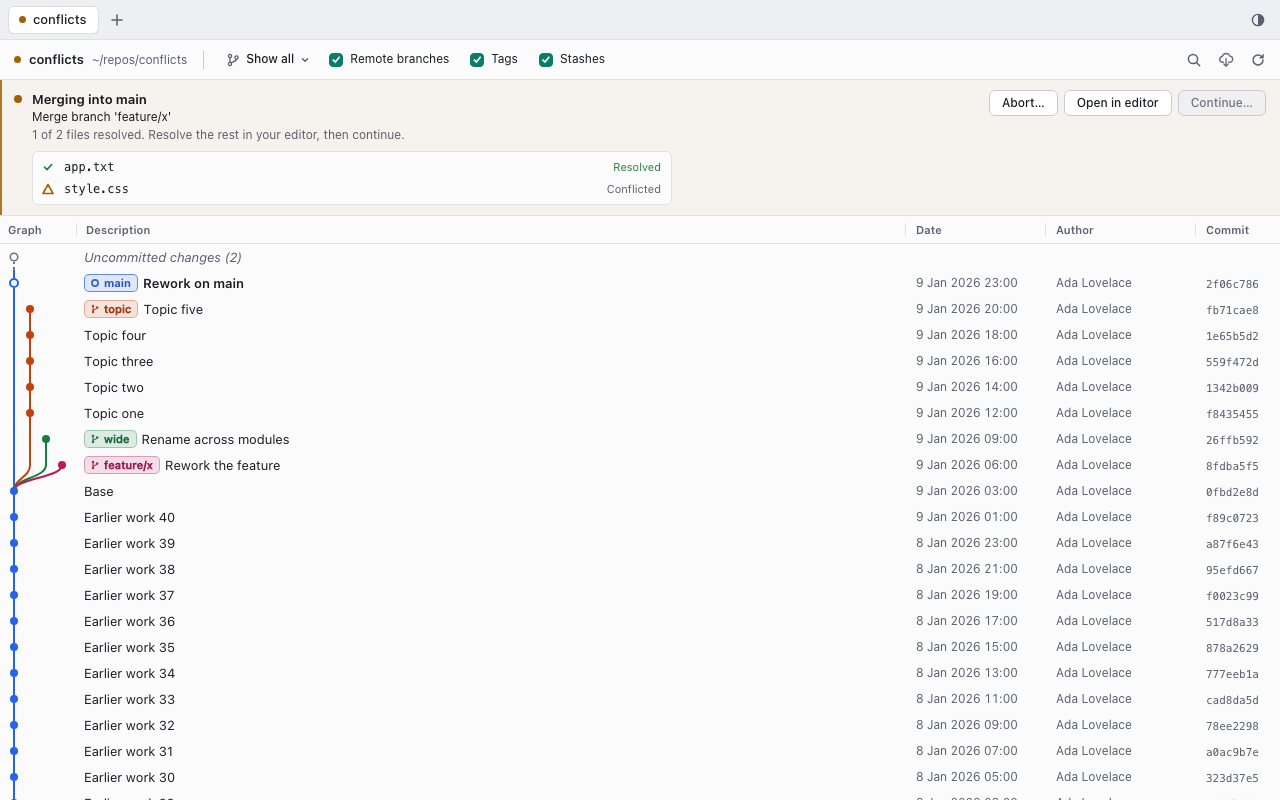 conflicts
conflicts ~/repos/conflicts Show all Remote branches Tags Stashes
Merging into main
Merge branch 'feature/x'
1 of 2 files resolved. Resolve the rest in your editor, then continue.
Abort... Open in editor Continue...
app.txt Resolved
style.css Conflicted
Graph Description Date Author Commit
Uncommitted changes (2)
main Rework on main 9 Jan 2026 23:00 Ada Lovelace 2f06c786
topic Topic five 9 Jan 2026 20:00 Ada Lovelace fb71cae8
Topic four 9 Jan 2026 18:00 Ada Lovelace 1e65b5d2
Topic three 9 Jan 2026 16:00 Ada Lovelace 559f472d
Topic two 9 Jan 2026 14:00 Ada Lovelace 1342b009
Topic one 9 Jan 2026 12:00 Ada Lovelace f8435455
wide Rename across modules 9 Jan 2026 09:00 Ada Lovelace 26ffb592
feature/x Rework the feature 9 Jan 2026 06:00 Ada Lovelace 8fdba5f5
Base 9 Jan 2026 03:00 Ada Lovelace 0fbd2e8d
Earlier work 40 9 Jan 2026 01:00 Ada Lovelace f89c0723
Earlier work 39 8 Jan 2026 23:00 Ada Lovelace a87f6e43
Earlier work 38 8 Jan 2026 21:00 Ada Lovelace 95efd667
Earlier work 37 8 Jan 2026 19:00 Ada Lovelace f0023c99
Earlier work 36 8 Jan 2026 17:00 Ada Lovelace 517d8a33
Earlier work 35 8 Jan 2026 15:00 Ada Lovelace 878a2629
Earlier work 34 8 Jan 2026 13:00 Ada Lovelace 777eeb1a
Earlier work 33 8 Jan 2026 11:00 Ada Lovelace cad8da5d
Earlier work 32 8 Jan 2026 09:00 Ada Lovelace 78ee2298
Earlier work 31 8 Jan 2026 07:00 Ada Lovelace a0ac9b7e
Earlier work 30 8 Jan 2026 05:00 Ada Lovelace 323d37e5